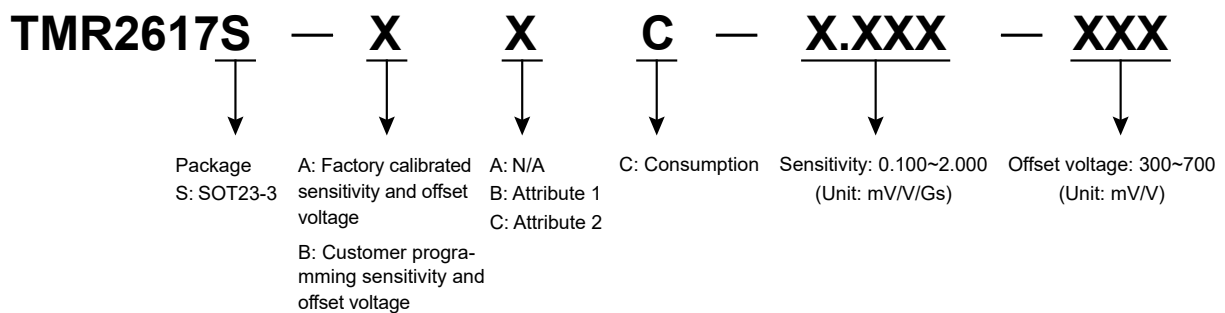 TMR2617S — X X C — X.XXX — XXX
Package
S: SOT23-3
A: Factory calibrated
sensitivity and offset
voltage
B: Customer progra-
mming sensitivity and
offset voltage
A: N/A
B: Attribute 1
C: Attribute 2
C: Consumption
Sensitivity: 0.100~2.000
(Unit: mV/V/Gs)
Offset voltage: 300~700
(Unit: mV/V)